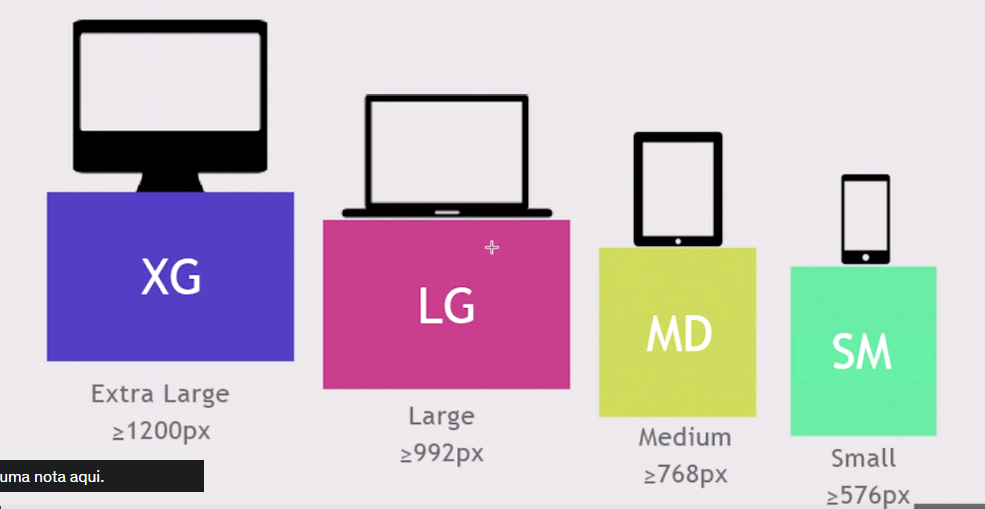 XG
Extra Large
≥1200px
LG
Large
≥992px
MD
Medium
≥768px
SM
Small
≥576px
uma nota aqui.